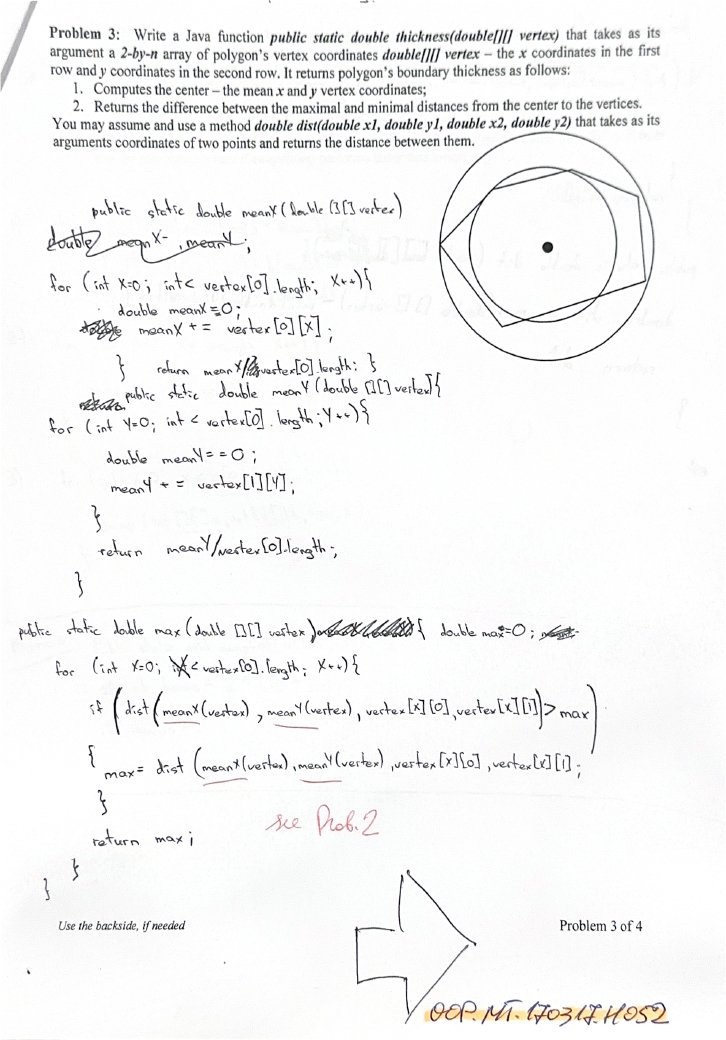 Problem 3: Write a Java function public static double thickness(double[][] vertex) that takes as its
argument a 2-by-n array of polygon's vertex coordinates double[][] vertex – the x coordinates in the first
row and y coordinates in the second row. It returns polygon's boundary thickness as follows:
1. Computes the center – the mean x and y vertex coordinates;
2. Returns the difference between the maximal and minimal distances from the center to the vertices.
You may assume and use a method double dist(double x1, double y1, double x2, double y2) that takes as its
arguments coordinates of two points and returns the distance between them.
public static double meanX (double [][] vertex)
double meanX , meanY;
for (int X=0; int < vertex[0].length; X++){
double meanX = 0;
meanX += vertex [0][X];
} return meanX/vertex[0].length; }
public static double meanY (double [][] vertex){
for (int Y=0; int < vertex[0].length; Y++){
double meanY = = 0;
meanY += vertex[1][Y];
}
return meanY/vertex[0].length;
}
public static double max (double [][] vertex) { double max=0;
for (int X=0; X < vertex[0].length; X++){
if (dist(meanX(vertex), meanY(vertex), vertex[x][0], vertex[x][1])> max)
{
max = dist (meanX(vertex), meanY(vertex), vertex[x][0], vertex[x][1];
}
see Prob.2
return max;
}
}
Use the backside, if needed
Problem 3 of 4
OOP.MT.170317.H052